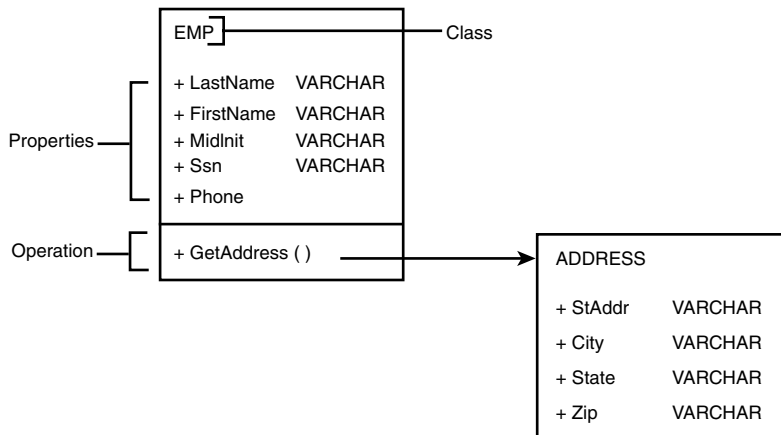 EMP
Class
+ LastName VARCHAR
+ FirstName VARCHAR
Properties
+ MidInit VARCHAR
+ Ssn VARCHAR
+ Phone
Operation
+ GetAddress ( )
ADDRESS
+ StAddr VARCHAR
+ City VARCHAR
+ State VARCHAR
+ Zip VARCHAR